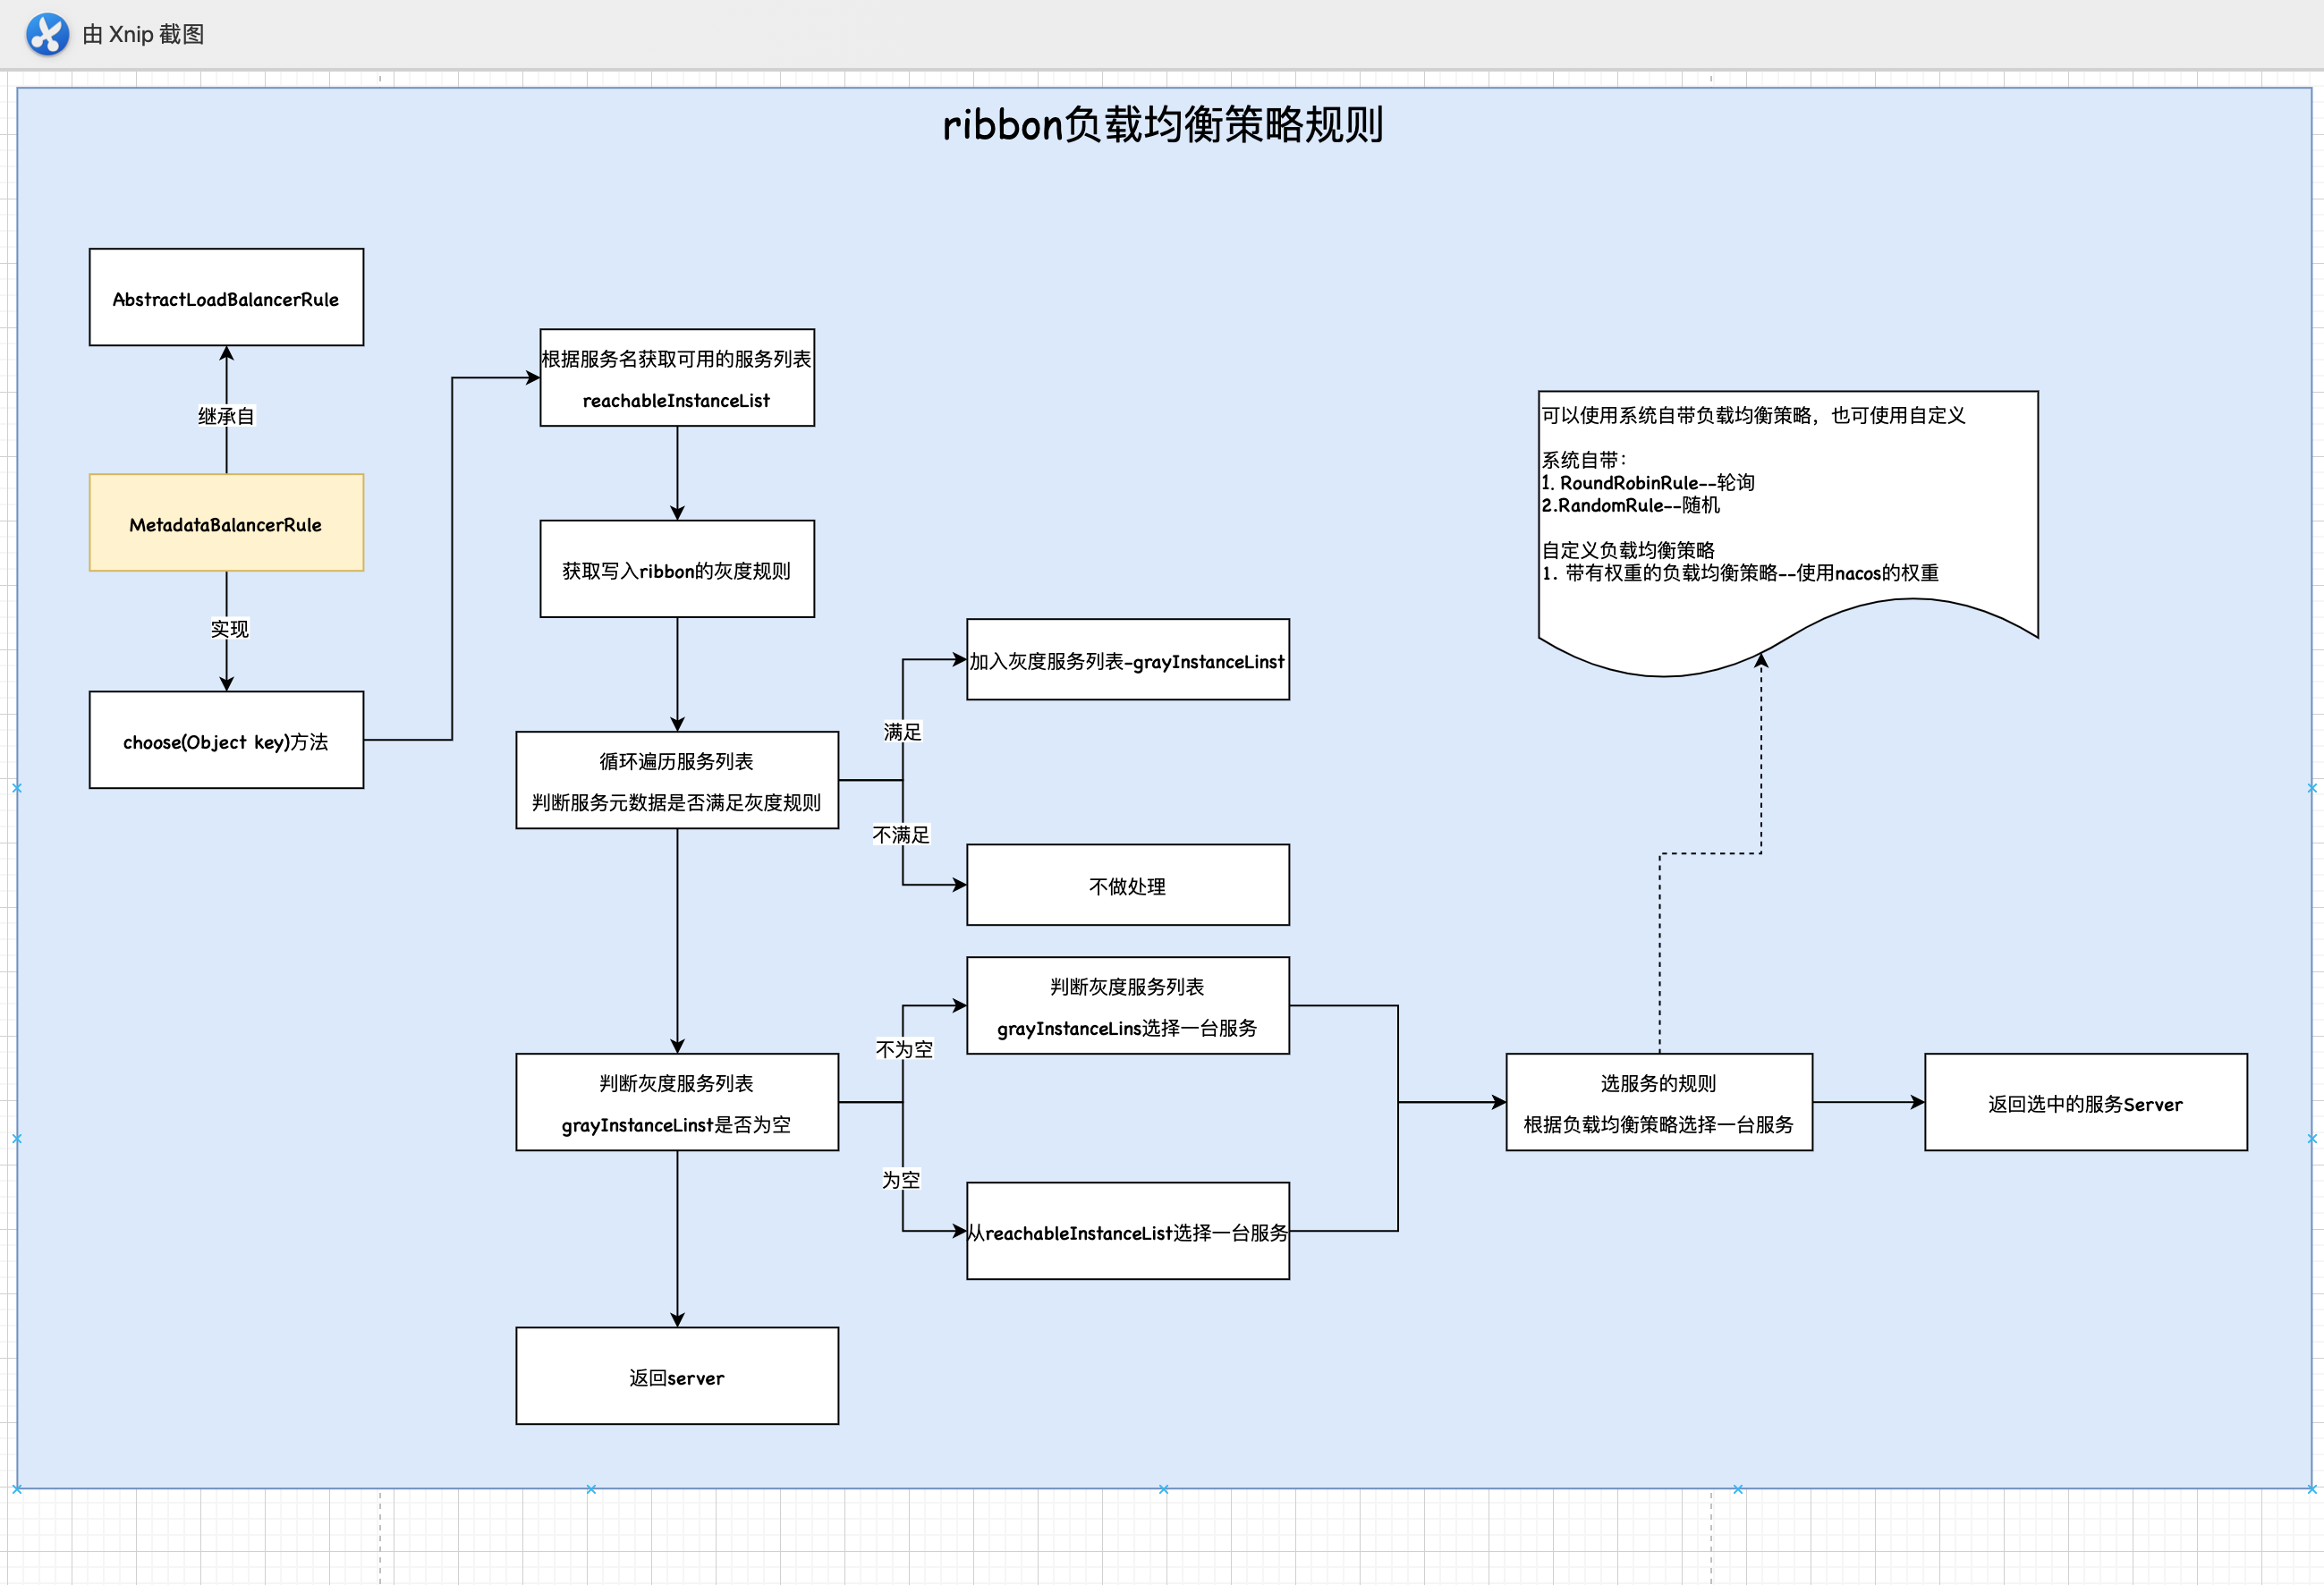 由 Xnip 截图
ribbon负载均衡策略规则
AbstractLoadBalancerRule
继承自
MetadataBalancerRule
实现
choose(Object key)方法
根据服务名获取可用的服务列表
reachableInstanceList
获取写入ribbon的灰度规则
循环遍历服务列表
判断服务元数据是否满足灰度规则
满足
加入灰度服务列表-grayInstanceLinst
不满足
不做处理
判断灰度服务列表
grayInstanceLinst是否为空
不为空
判断灰度服务列表
grayInstanceLins选择一台服务
为空
从reachableInstanceList选择一台服务
返回server
可以使用系统自带负载均衡策略，也可使用自定义
系统自带：
1. RoundRobinRule--轮询
2.RandomRule--随机
自定义负载均衡策略
1. 带有权重的负载均衡策略--使用nacos的权重
选服务的规则
根据负载均衡策略选择一台服务
返回选中的服务Server